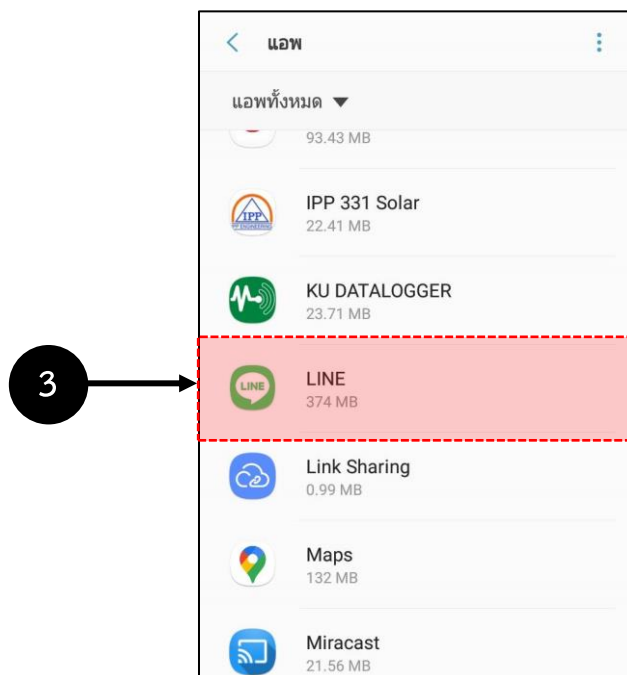 แอพ
แอพทั้งหมด
93.43 MB
IPP
IPP 331 Solar
22.41 MB
KU DATALOGGER
23.71 MB
3
LINE
LINE
374 MB
Link Sharing
0.99 MB
Maps
132 MB
Miracast
21.56 MB